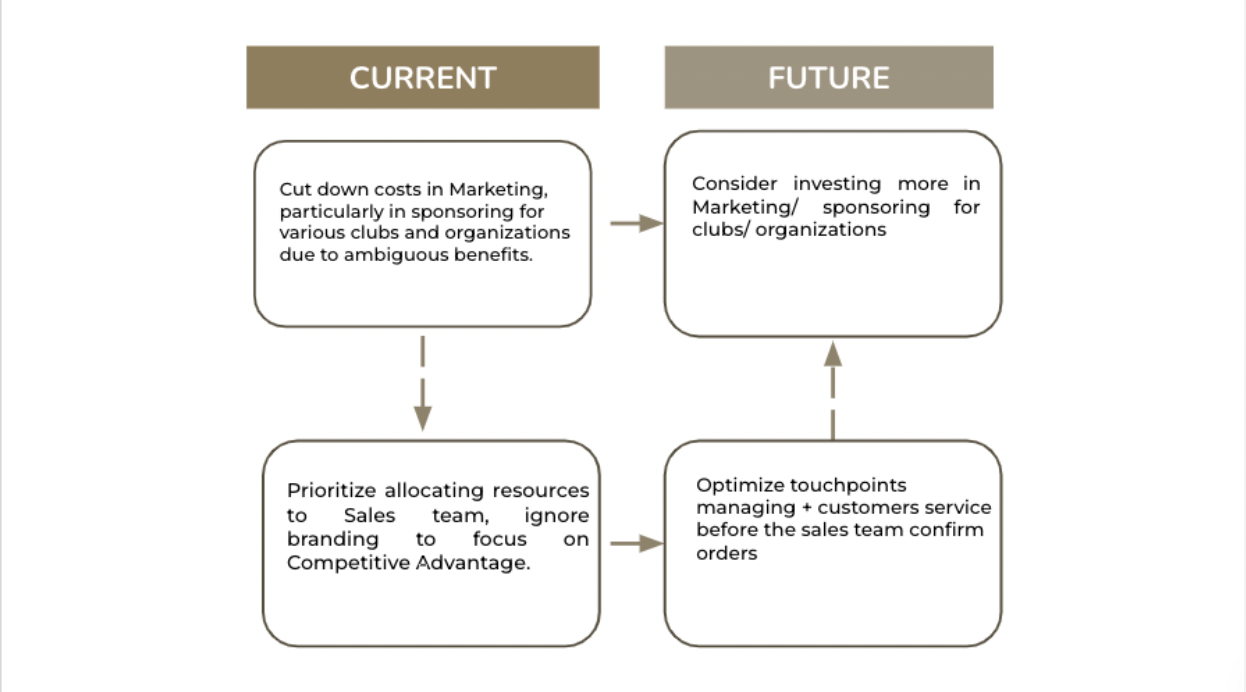 CURRENT
FUTURE
Cut down costs in Marketing,
particularly in sponsoring for
various clubs and organizations
due to ambiguous benefits.
Consider investing more in
Marketing/ sponsoring for
clubs/ organizations
Prioritize allocating resources
to Sales team, ignore
branding to focus on
Competitive Advantage.
Optimize touchpoints
managing + customers service
before the sales team confirm
orders